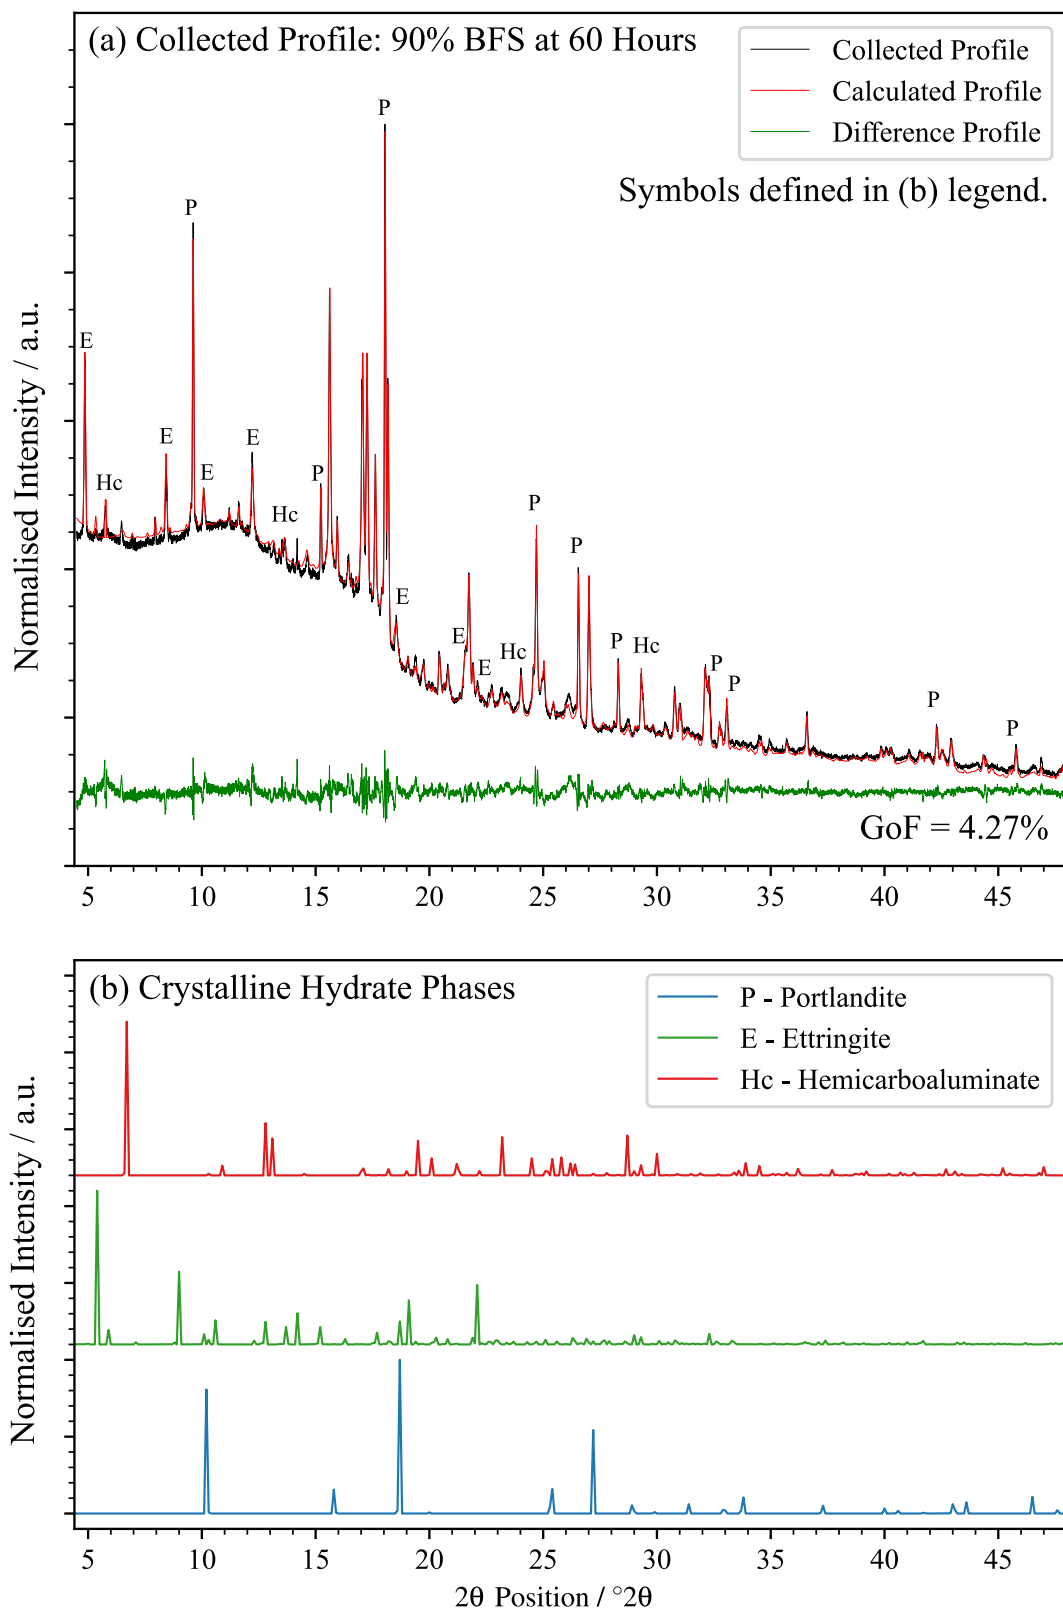 (a) Collected Profile: 90% BFS at 60 Hours
Collected Profile
Calculated Profile
Difference Profile
Symbols defined in (b) legend.
P
P
E
E
E
E
Hc
Hc
P
E
E
E
Hc
P
P
P
Hc
P
P
P
P
GoF = 4.27%
Normalised Intensity / a.u.
5 10 15 20 25 30 35 40 45
(b) Crystalline Hydrate Phases
P - Portlandite
E - Ettringite
Hc - Hemicarboaluminate
Normalised Intensity / a.u.
5 10 15 20 25 30 35 40 45
2θ Position / °2θ